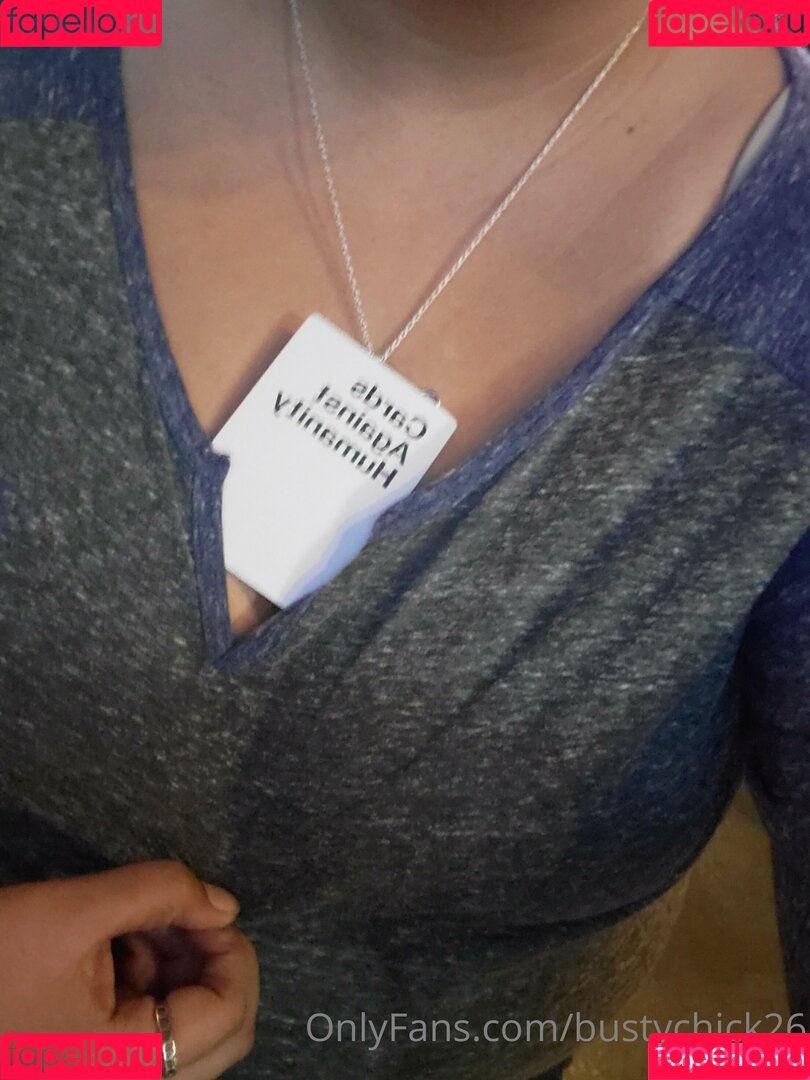 fapello.ru
fapello.ru
Cards
Against
Humanity
OnlyFans.com/bustychick26
fapello.ru
fapello.ru